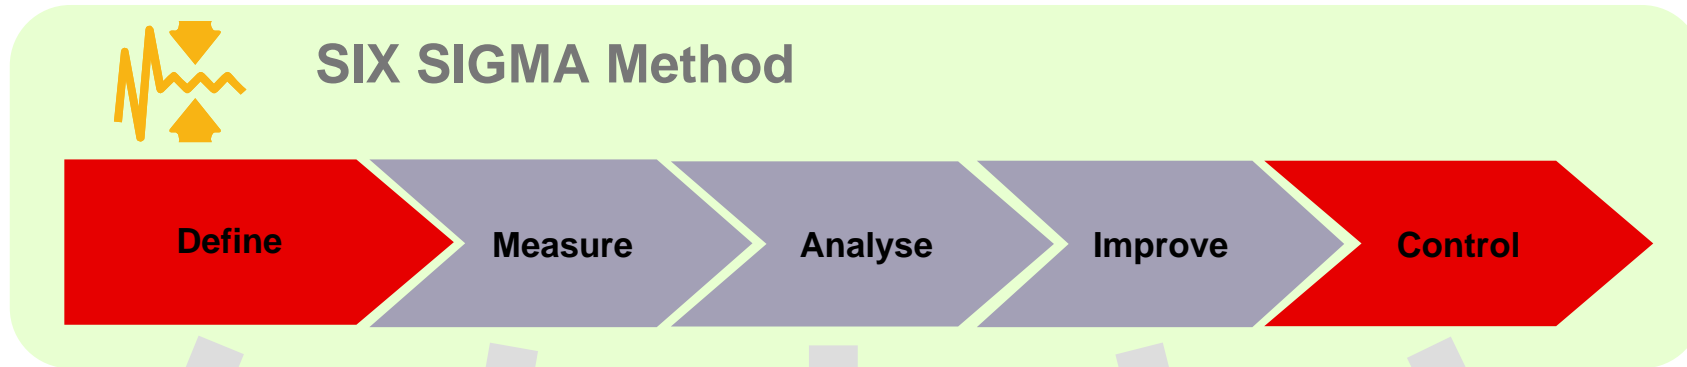 SIX SIGMA Method
Define
Measure
Analyse
Improve
Control